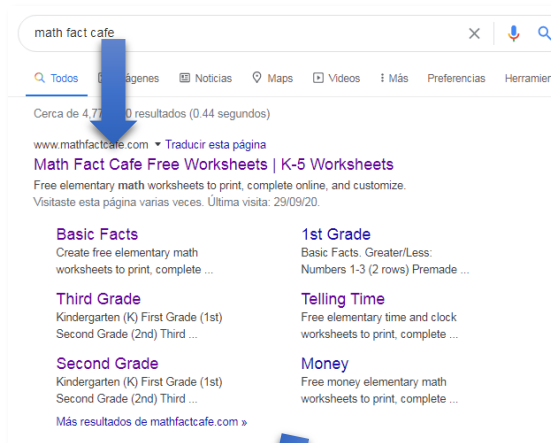 math fact cafe
Todos Noticias Maps Videos Más Preferencias
Cerca de resultados (0.44 segundos)
www.mathfactcafe.com Traducir esta página
Math Fact Cafe Free Worksheets | K-5 Worksheets
Free elementary math worksheets to print, complete online, and customize.
Visitaste esta página varias veces. Última visita: 29/09/20.
Basic Facts
Create free elementary math
worksheets to print, complete ...
1st Grade
Basic Facts. Greater/Less:
Numbers 1-3 (2 rows) Premade ...
Third Grade
Kindergarten (K) First Grade (1st)
Second Grade (2nd) Third ...
Telling Time
Free elementary time and clock
worksheets to print, complete ...
Second Grade
Kindergarten (K) First Grade (1st)
Second Grade (2nd) Third ...
Money
Free money elementary math
worksheets to print, complete ...
Más resultados de mathfactcafe.com »